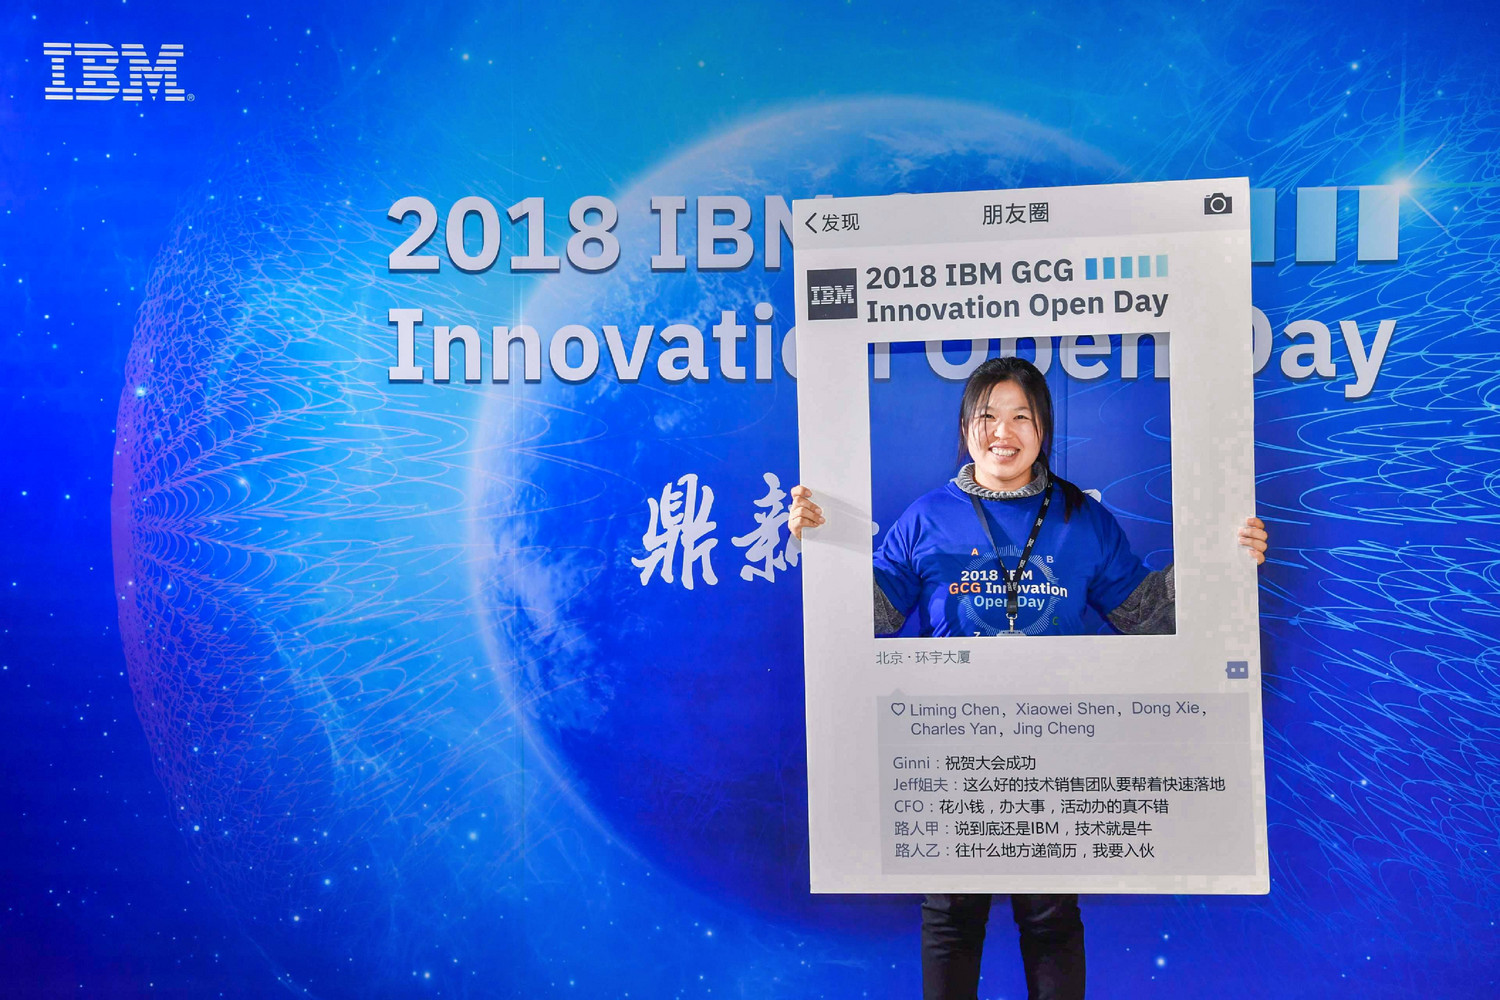 IBM
2018 IBM
Innovation Open Day
鼎新
发现
朋友圈
IBM
2018 IBM GCG
Innovation Open Day
A
B
2018 IBM
GCG Innovation
Open Day
C
Z
北京·环宇大厦
Liming Chen，Xiaowei Shen，Dong Xie，
Charles Yan，Jing Cheng
Ginni：祝贺大会成功
Jeff姐夫：这么好的技术销售团队要帮着快速落地
CFO：花小钱，办大事，活动办的真不错
路人甲：说到底还是IBM，技术就是牛
路人乙：往什么地方递简历，我要入伙